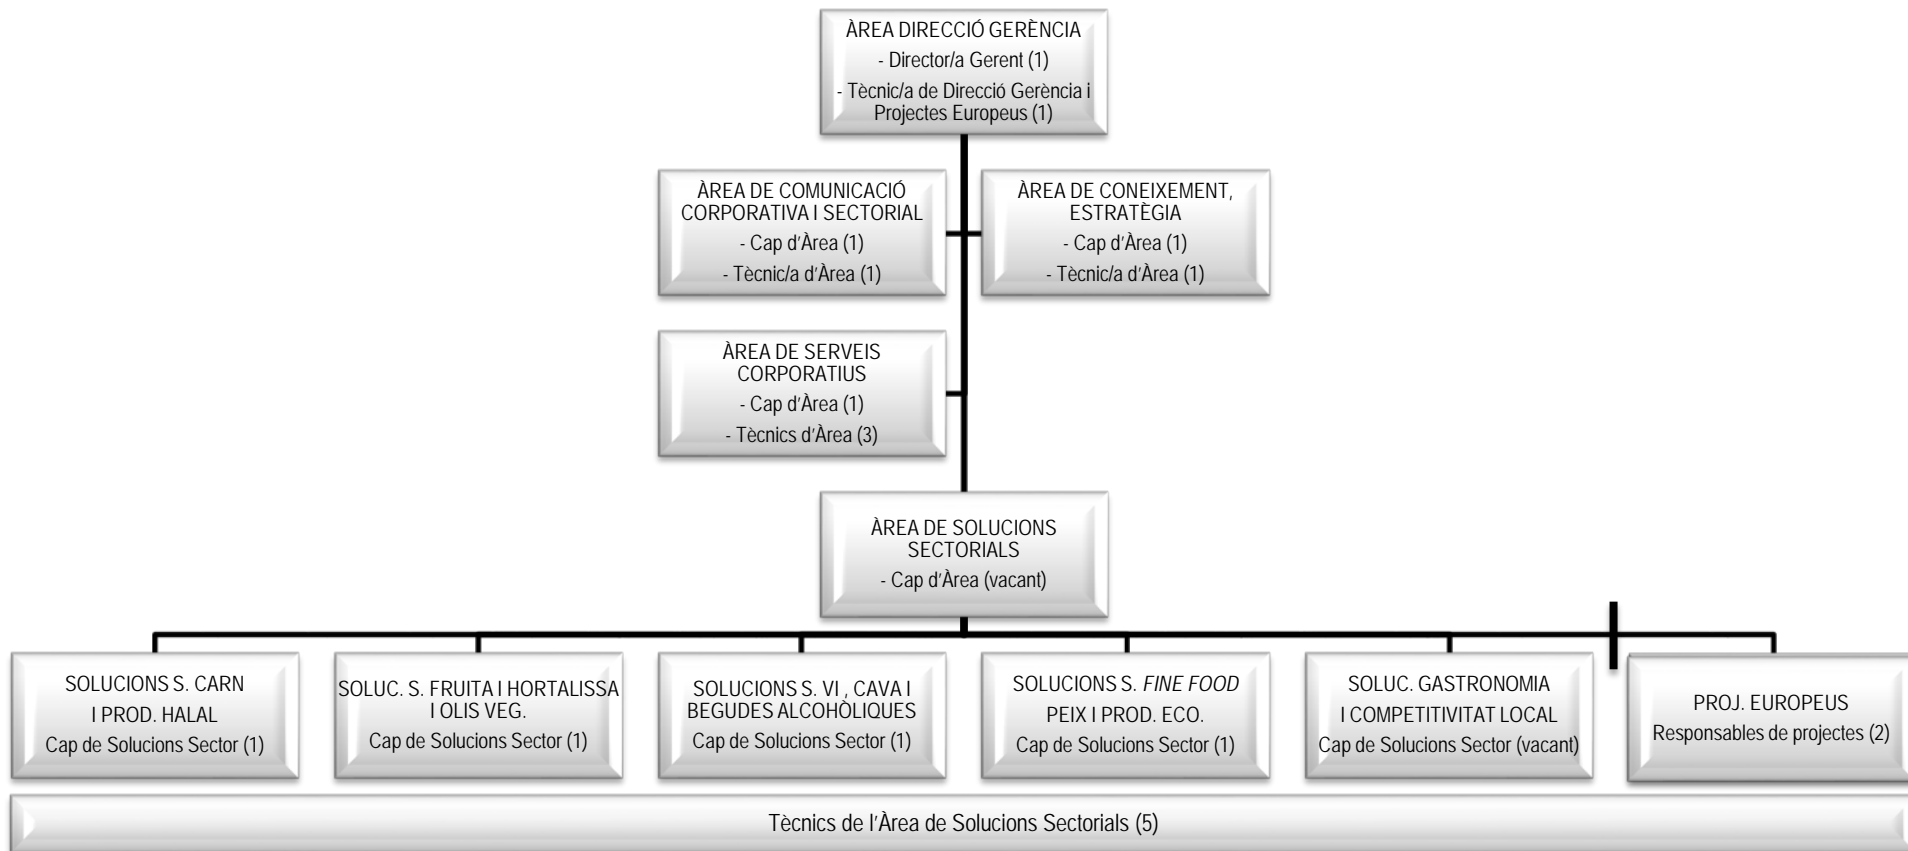 ÀREA DIRECCIÓ GERÈNCIA
- Director/a Gerent (1)
- Tècnic/a de Direcció Gerència i
Projectes Europeus (1)
ÀREA DE COMUNICACIÓ
CORPORATIVA I SECTORIAL
- Cap d'Àrea (1)
- Tècnic/a d'Àrea (1)
ÀREA DE CONEIXEMENT,
ESTRATÈGIA
- Cap d'Àrea (1)
- Tècnic/a d'Àrea (1)
ÀREA DE SERVEIS
CORPORATIUS
- Cap d'Àrea (1)
- Tècnics d'Àrea (3)
ÀREA DE SOLUCIONS
SECTORIALS
- Cap d'Àrea (vacant)
SOLUCIONS S. CARN
I PROD. HALAL
Cap de Solucions Sector (1)
SOLUC. S. FRUITA I HORTALISSA
I OLIS VEG.
Cap de Solucions Sector (1)
SOLUCIONS S. VI , CAVA I
BEGUDES ALCOHÒLIQUES
Cap de Solucions Sector (1)
SOLUCIONS S. FINE FOOD
PEIX I PROD. ECO.
Cap de Solucions Sector (1)
SOLUC. GASTRONOMIA
I COMPETITIVITAT LOCAL
Cap de Solucions Sector (vacant)
PROJ. EUROPEUS
Responsables de projectes (2)
Tècnics de l'Àrea de Solucions Sectorials (5)